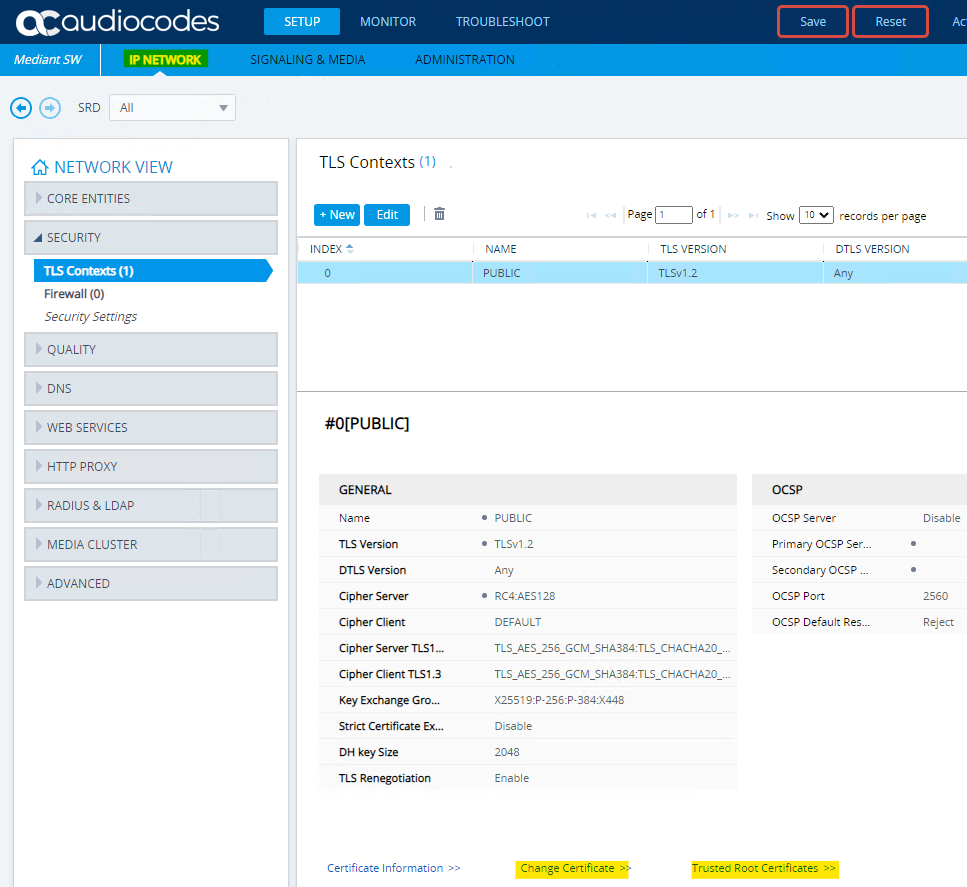 audiocodes SETUP MONITOR TROUBLESHOOT Save Reset Ac
Mediant SW IP NETWORK SIGNALING & MEDIA ADMINISTRATION
SRD All
NETWORK VIEW
CORE ENTITIES
SECURITY
TLS Contexts (1)
Firewall (0)
Security Settings
QUALITY
DNS
WEB SERVICES
HTTP PROXY
RADIUS & LDAP
MEDIA CLUSTER
ADVANCED
TLS Contexts (1) .
+ New Edit Page 1 of 1 Show 10 records per page
INDEX NAME TLS VERSION DTLS VERSION
0 PUBLIC TLSv1.2 Any
#0[PUBLIC]
GENERAL
Name PUBLIC
TLS Version TLSv1.2
DTLS Version Any
Cipher Server RC4:AES128
Cipher Client DEFAULT
Cipher Server TLS1... TLS_AES_256_GCM_SHA384:TLS_CHACHA20_...
Cipher Client TLS1.3 TLS_AES_256_GCM_SHA384:TLS_CHACHA20_...
Key Exchange Gro... X25519:P-256:P-384:X448
Strict Certificate Ex... Disable
DH key Size 2048
TLS Renegotiation Enable
OCSP
OCSP Server Disable
Primary OCSP Ser...
Secondary OCSP ...
OCSP Port 2560
OCSP Default Res... Reject
Certificate Information >> Change Certificate >> Trusted Root Certificates >>